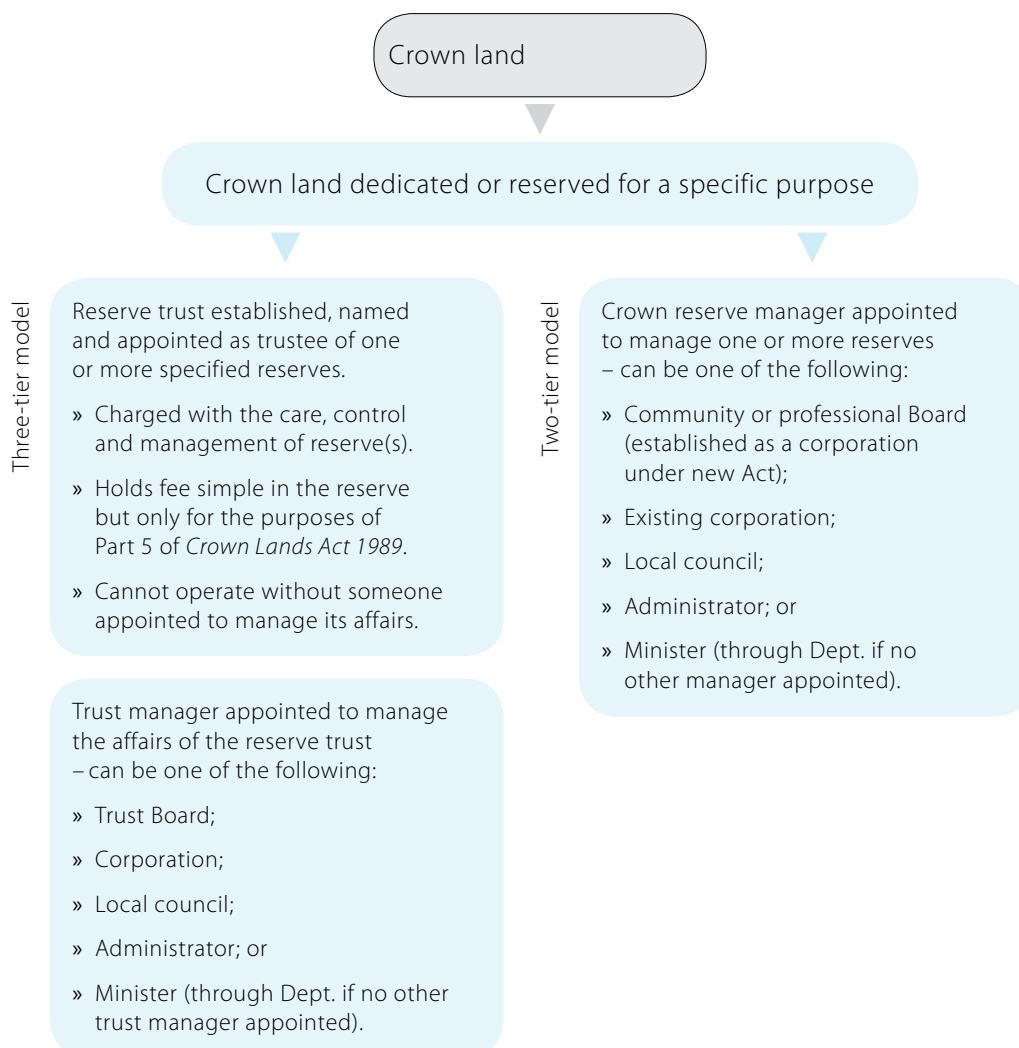 Crown land
Crown land dedicated or reserved for a specific purpose
Three-tier model
Reserve trust established, named
and appointed as trustee of one
or more specified reserves.
» Charged with the care, control
and management of reserve(s).
» Holds fee simple in the reserve
but only for the purposes of
Part 5 of Crown Lands Act 1989.
» Cannot operate without someone
appointed to manage its affairs.
Trust manager appointed to manage
the affairs of the reserve trust
– can be one of the following:
» Trust Board;
» Corporation;
» Local council;
» Administrator; or
» Minister (through Dept. if no other
trust manager appointed).
Two-tier model
Crown reserve manager appointed
to manage one or more reserves
– can be one of the following:
» Community or professional Board
(established as a corporation
under new Act);
» Existing corporation;
» Local council;
» Administrator; or
» Minister (through Dept. if no
other manager appointed).